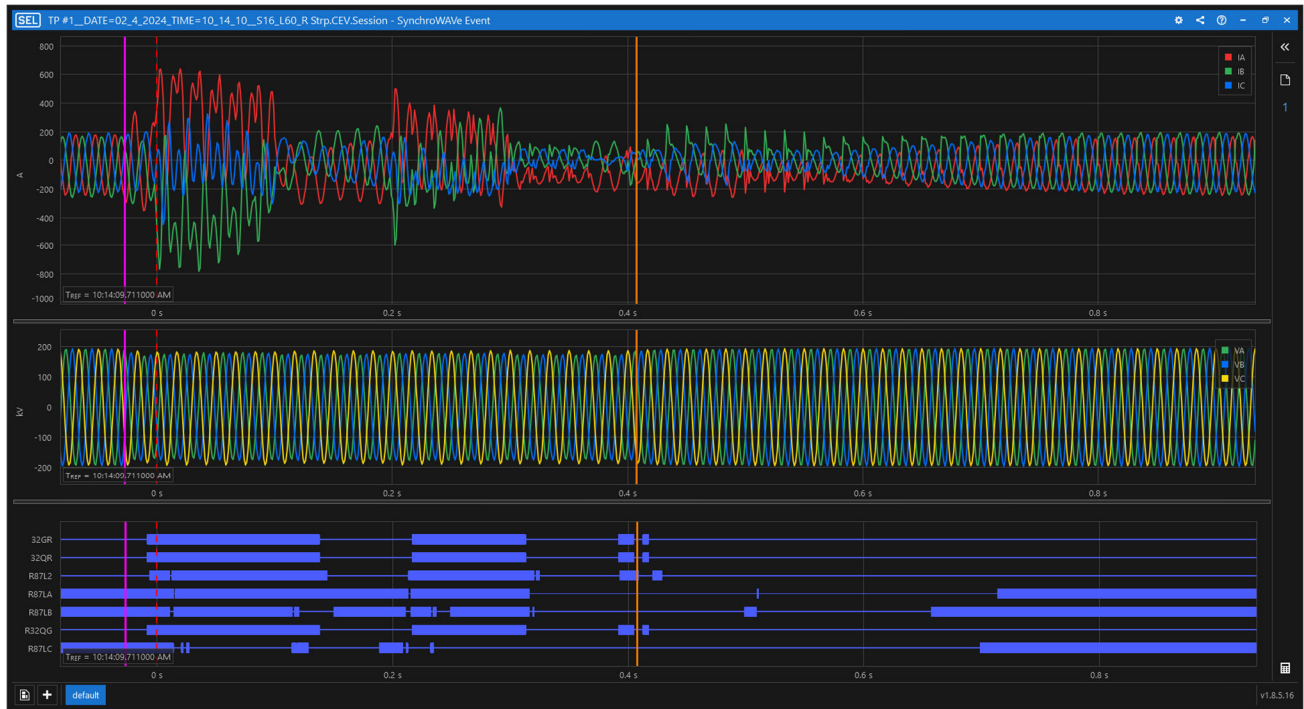 SEL TP #1__DATE=02_4_2024_TIME=10_14_10__S16_L60_R Strp.CEV.Session - SynchroWAVe Event
800
600
400
200
0
-200
-400
-600
-800
-1000
A
IA
IB
IC
TREF = 10:14:09.711000 AM
0 s 0.2 s 0.4 s 0.6 s 0.8 s
1
200
100
0
-100
-200
kV
VA
VB
VC
TREF = 10:14:09.711000 AM
0 s 0.2 s 0.4 s 0.6 s 0.8 s
32GR
32QR
R87L2
R87LA
R87LB
R32QG
R87LC
TREF = 10:14:09.711000 AM
0 s 0.2 s 0.4 s 0.6 s 0.8 s
default
v1.8.5.16